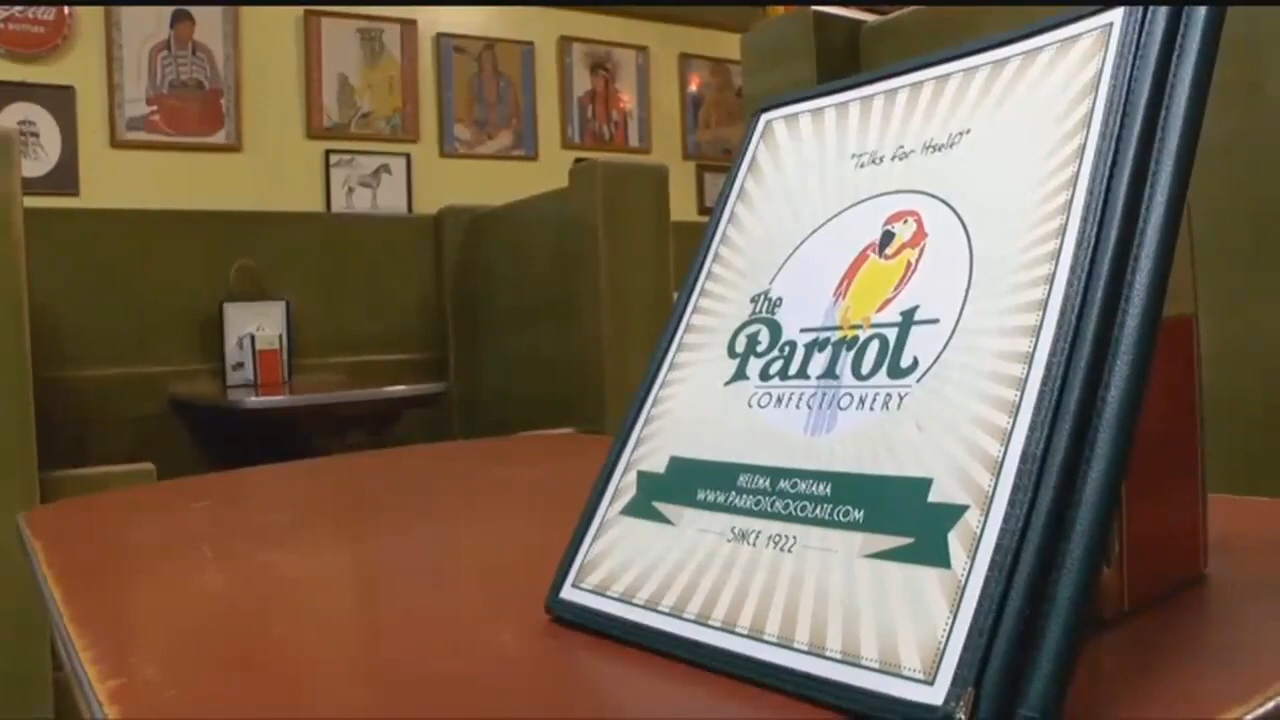 "Talks for Itself!"
The
Parrot
CONFECTIONERY
HELENA, MONTANA
WWW.PARROTCHOCOLATE.COM
SINCE 1922